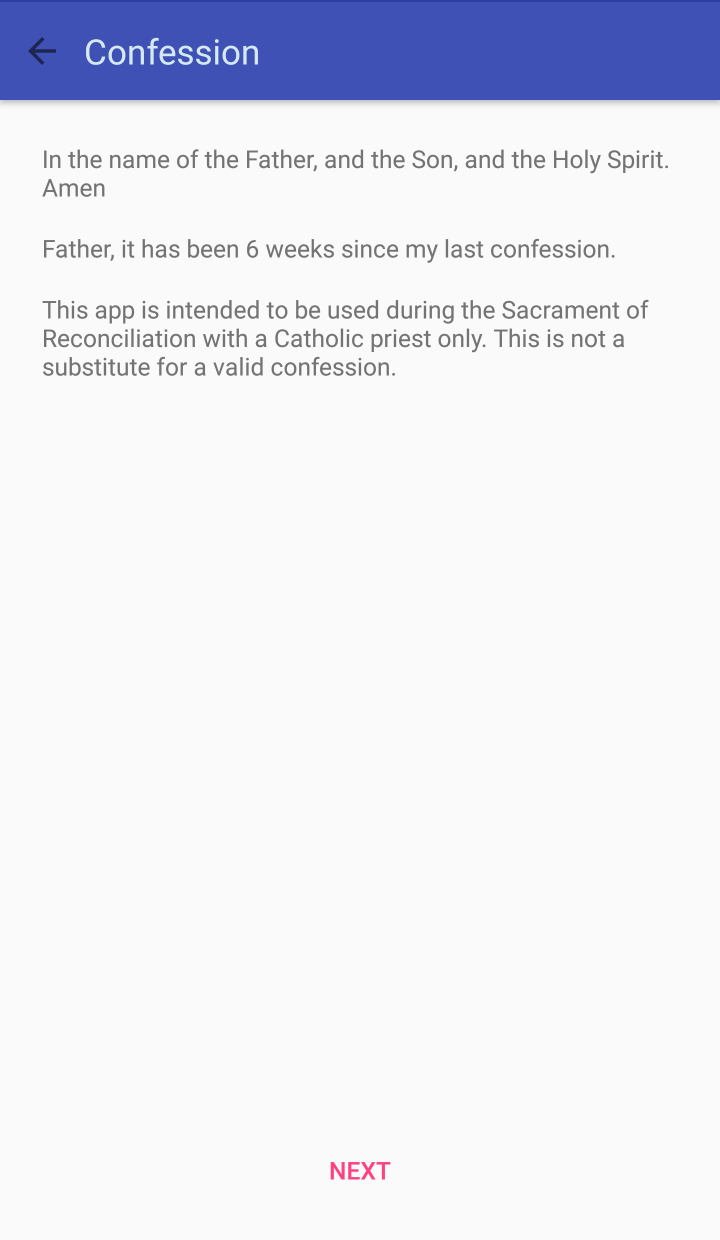 Confession
In the name of the Father, and the Son, and the Holy Spirit.
Amen
Father, it has been 6 weeks since my last confession.
This app is intended to be used during the Sacrament of
Reconciliation with a Catholic priest only. This is not a
substitute for a valid confession.
NEXT